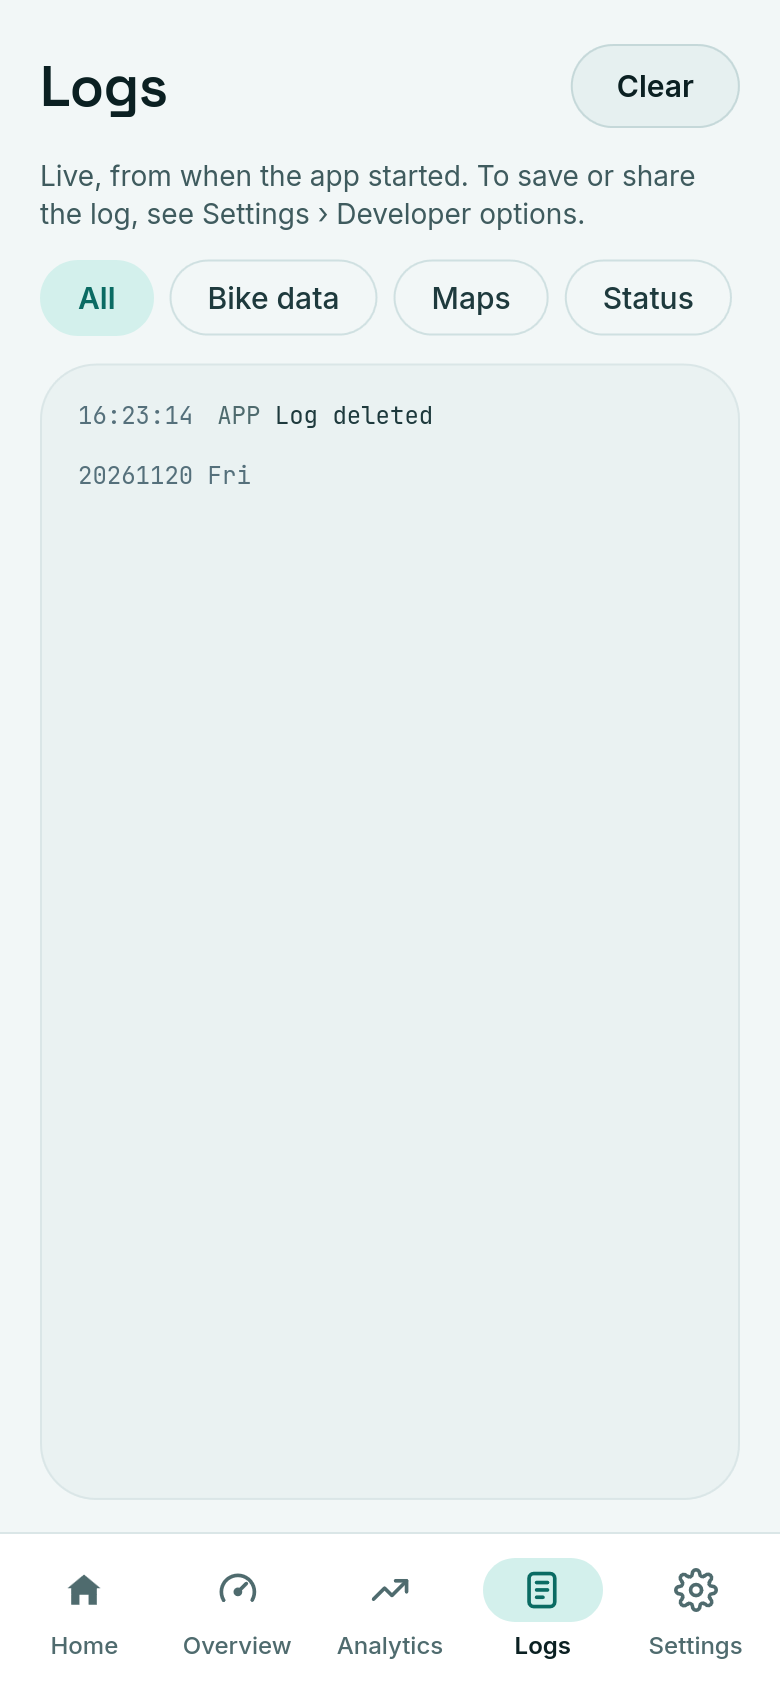 Logs
Clear
Live, from when the app started. To save or share
the log, see Settings › Developer options.
All
Bike data
Maps
Status
16:23:14 APP Log deleted
20261120 Fri
Home
Overview
Analytics
Logs
Settings